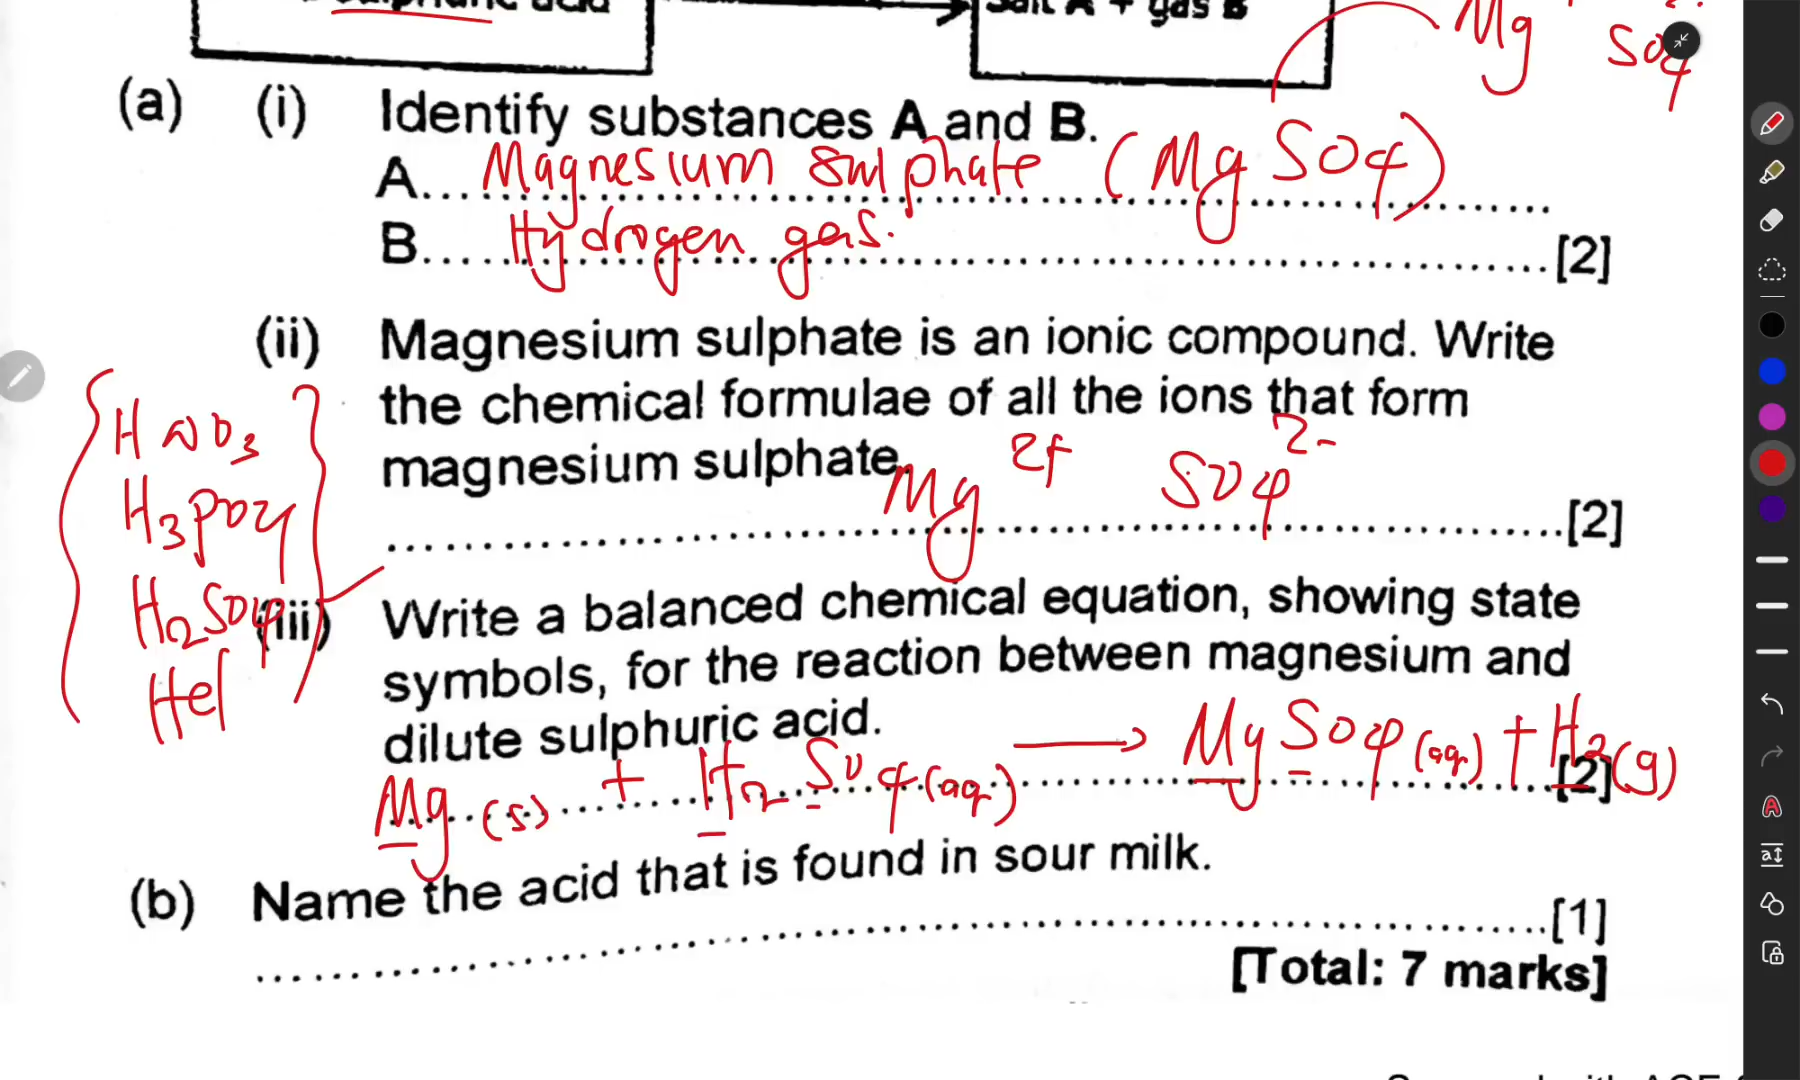 acid
Salt A + gas B
Mg
SO4
(a) (i) Identify substances A and B.
A... Magnesium sulphate (MgSO4)
B... Hydrogen gas. [2]
(ii) Magnesium sulphate is an ionic compound. Write
the chemical formulae of all the ions that form
magnesium sulphate.
Mg 2+ SO4 2-
[2]
HNO3
H3PO4
H2SO4
HCl
(iii) Write a balanced chemical equation, showing state
symbols, for the reaction between magnesium and
dilute sulphuric acid.
Mg(s) + H2SO4(aq) → MgSO4(aq) + H2(g)
[2]
(b) Name the acid that is found in sour milk.
[1]
[Total: 7 marks]